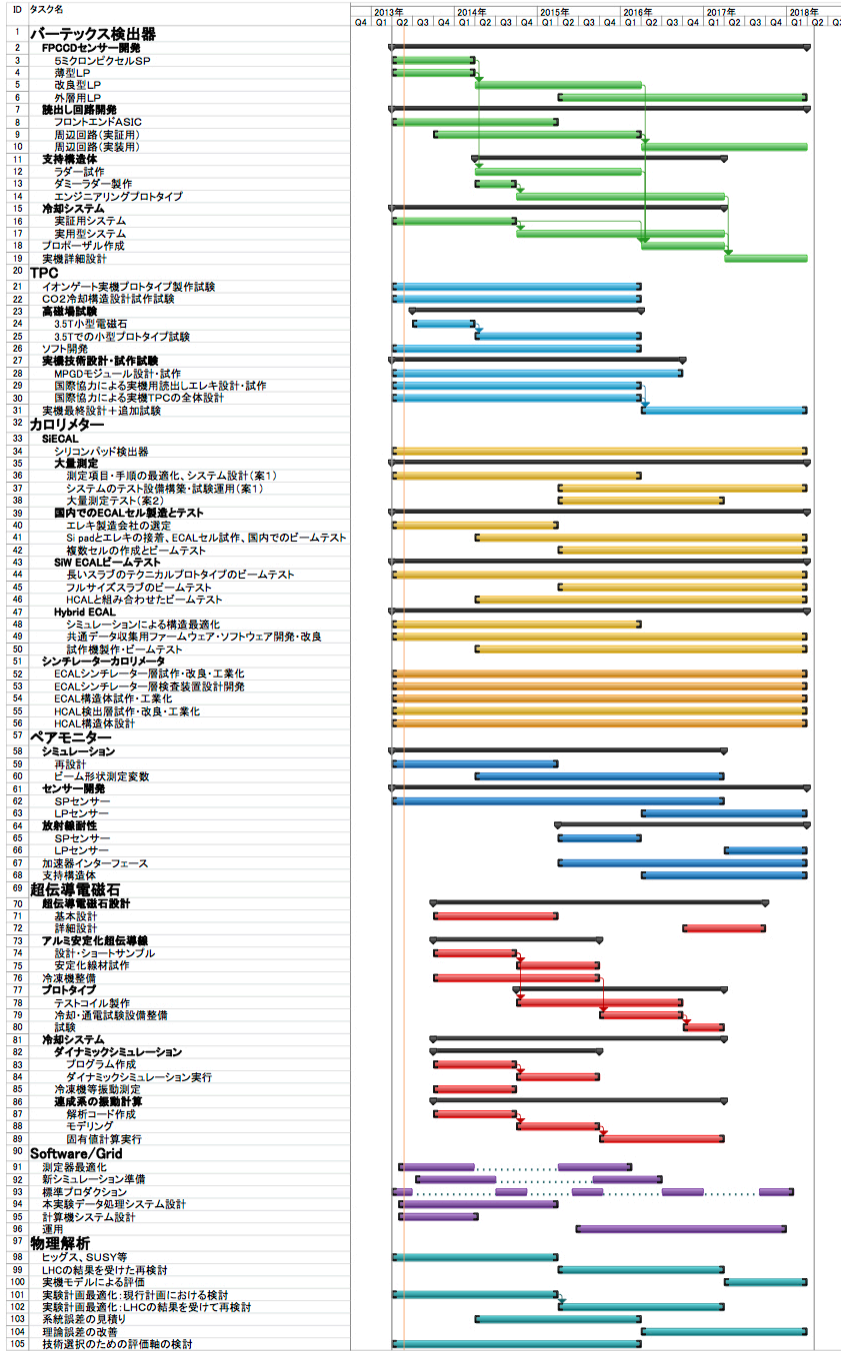 ID タスク名 2013年 2014年 2015年 2016年 2017年 2018年
Q4 Q1 Q2 Q3 Q4 Q1 Q2 Q3 Q4 Q1 Q2 Q3 Q4 Q1 Q2 Q3 Q4 Q1 Q2 Q3 Q4 Q1 Q2 Q3
1 バーテックス検出器
2 FPCCDセンサー開発
3 5ミクロンピクセルSP
4 薄型LP
5 改良型LP
6 外層用LP
7 読出し回路開発
8 フロントエンドASIC
9 周辺回路(実証用)
10 周辺回路(実装用)
11 支持構造体
12 ラダー試作
13 ダミーラダー製作
14 エンジニアリングプロトタイプ
15 冷却システム
16 実証用システム
17 実用型システム
18 プロポーザル作成
19 実機詳細設計
20 TPC
21 イオンゲート実機プロトタイプ製作試験
22 CO2冷却構造設計試作試験
23 高磁場試験
24 3.5T小型電磁石
25 3.5Tでの小型プロトタイプ試験
26 ソフト開発
27 実機技術設計・試作試験
28 MPGDモジュール設計・試作
29 国際協力による実機用読出しエレキ設計・試作
30 国際協力による実機TPCの全体設計
31 実機最終設計＋追加試験
32 カロリメター
33 SiECAL
34 シリコンパッド検出器
35 大量測定
36 測定項目・手順の最適化、システム設計(案1)
37 システムのテスト設備構築・試験運用(案1)
38 大量測定テスト(案2)
39 国内でのECALセル製造とテスト
40 エレキ製造会社の選定
41 Si padとエレキの接着、ECALセル試作、国内でのビームテスト
42 複数セルの作成とビームテスト
43 SiW ECALビームテスト
44 長いスラブのテクニカルプロトタイプのビームテスト
45 フルサイズスラブのビームテスト
46 HCALと組み合わせたビームテスト
47 Hybrid ECAL
48 シミュレーションによる構造最適化
49 共通データ収集用ファームウェア・ソフトウェア開発・改良
50 試作機製作・ビームテスト
51 シンチレーターカロリメータ
52 ECALシンチレーター層試作・改良・工業化
53 ECALシンチレーター層検査装置設計開発
54 ECAL構造体試作・工業化
55 HCAL検出層試作・改良・工業化
56 HCAL構造体設計
57 ペアモニター
58 シミュレーション
59 再設計
60 ビーム形状測定変数
61 センサー開発
62 SPセンサー
63 LPセンサー
64 放射線耐性
65 SPセンサー
66 LPセンサー
67 加速器インターフェース
68 支持構造体
69 超伝導電磁石
70 超伝導電磁石設計
71 基本設計
72 詳細設計
73 アルミ安定化超伝導線
74 設計・ショートサンプル
75 安定化線材試作
76 冷凍機整備
77 プロトタイプ
78 テストコイル製作
79 冷却・通電試験設備整備
80 試験
81 冷却システム
82 ダイナミックシミュレーション
83 プログラム作成
84 ダイナミックシミュレーション実行
85 冷凍機等振動測定
86 連成系の振動計算
87 解析コード作成
88 モデリング
89 固有値計算実行
90 Software/Grid
91 測定器最適化
92 新シミュレーション準備
93 標準プロダクション
94 本実験データ処理システム設計
95 計算機システム設計
96 運用
97 物理解析
98 ヒッグス、SUSY等
99 LHCの結果を受けた再検討
100 実機モデルによる評価
101 実験計画最適化:現行計画における検討
102 実験計画最適化:LHCの結果を受けて再検討
103 系統誤差の見積り
104 理論誤差の改善
105 技術選択のための評価軸の検討